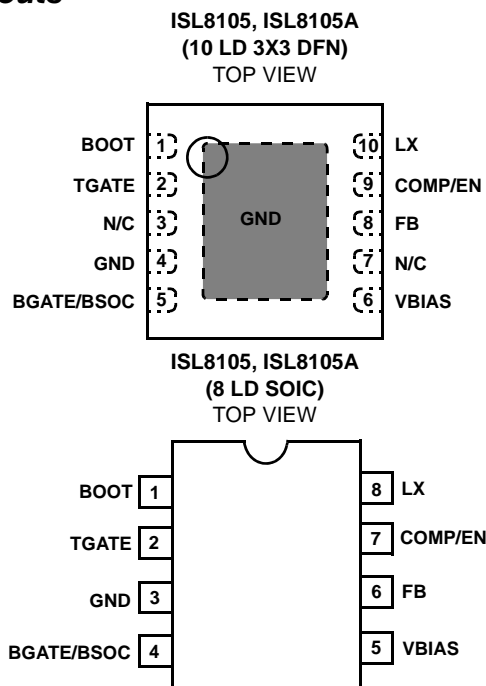 ISL8105, ISL8105A
(10 LD 3X3 DFN)
TOP VIEW
BOOT 1 10 LX
TGATE 2 9 COMP/EN
N/C 3 GND 8 FB
GND 4 7 N/C
BGATE/BSOC 5 6 VBIAS
ISL8105, ISL8105A
(8 LD SOIC)
TOP VIEW
BOOT 1 8 LX
TGATE 2 7 COMP/EN
GND 3 6 FB
BGATE/BSOC 4 5 VBIAS